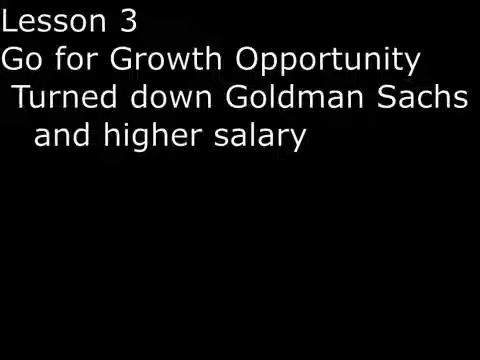 Lesson 3
Go for Growth Opportunity
Turned down Goldman Sachs
and higher salary